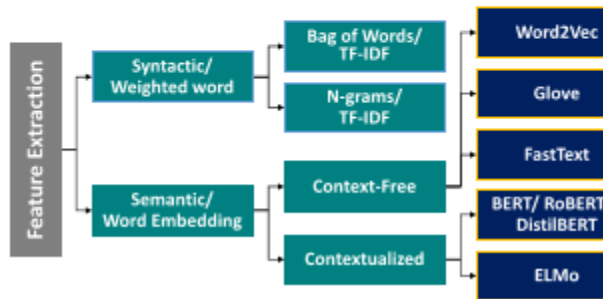 Feature Extraction
Syntactic/
Weighted word
Semantic/
Word Embedding
Bag of Words/
TF-IDF
N-grams/
TF-IDF
Context-Free
Contextualized
Word2Vec
Glove
FastText
BERT/ RoBERT
DistilBERT
ELMo